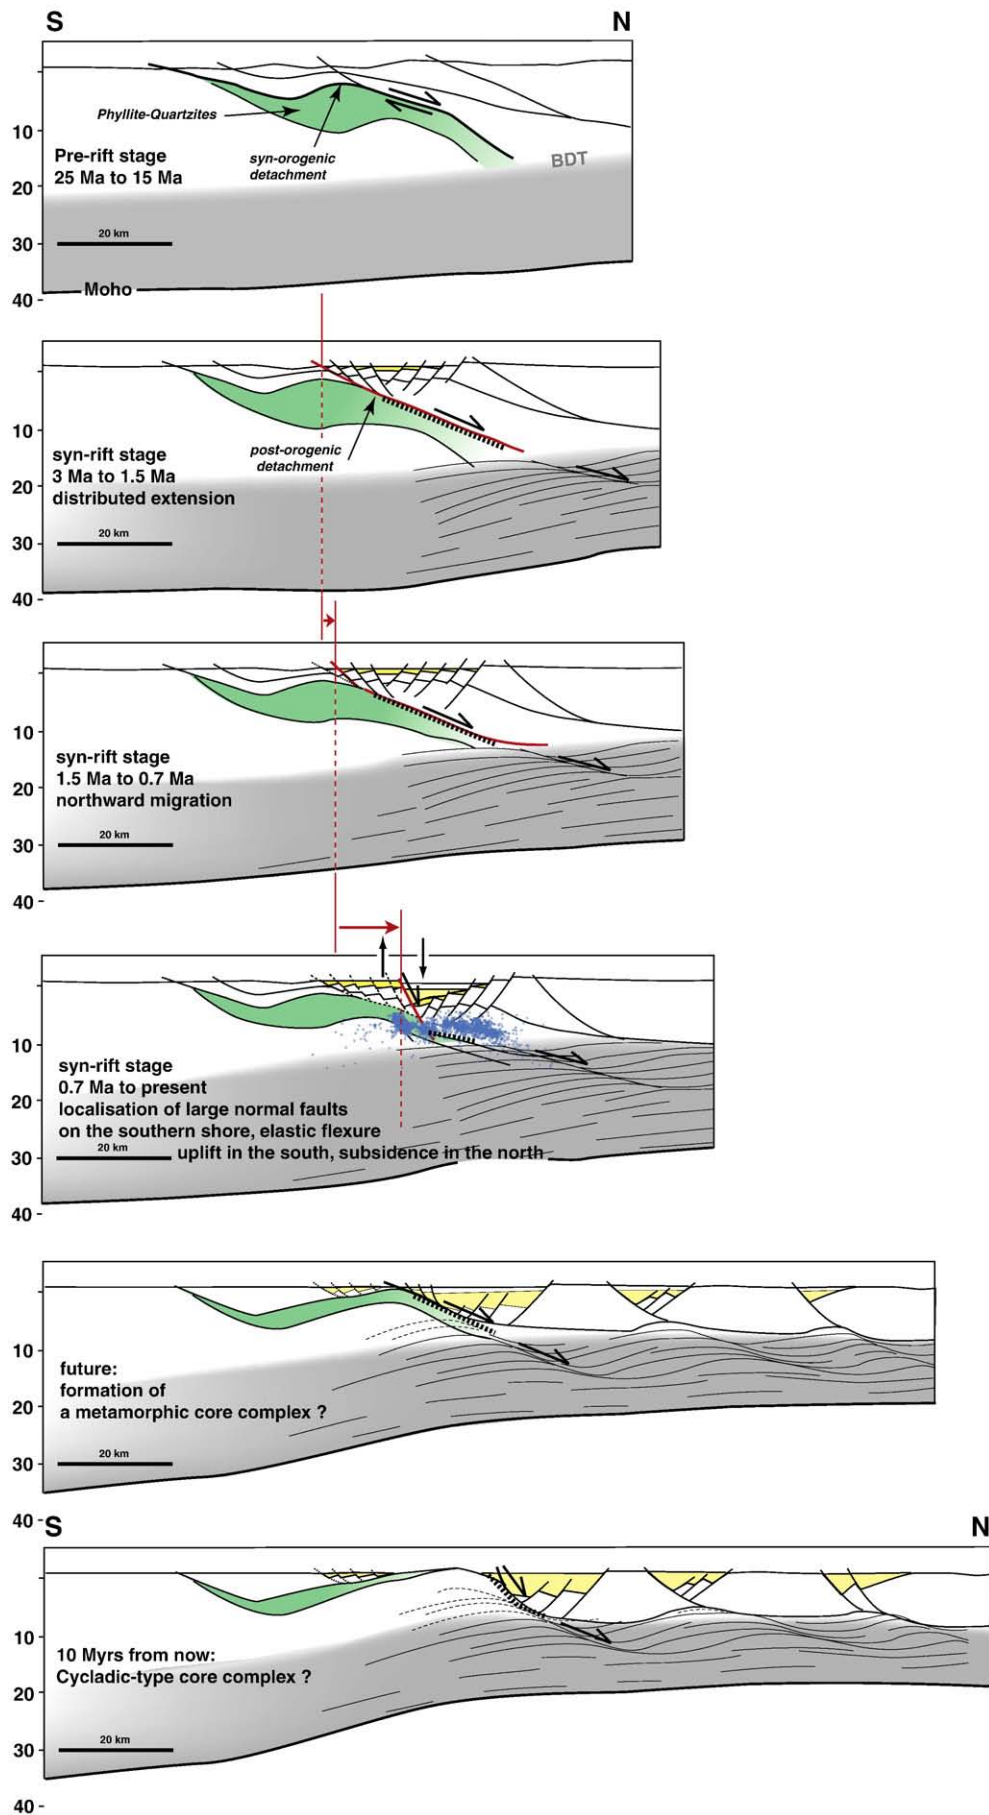 S N
Phyllite-Quartzites
10
syn-orogenic
detachment
BDT
Pre-rift stage
25 Ma to 15 Ma
20
20 km
30
Moho
40
10
post-orogenic
detachment
syn-rift stage
3 Ma to 1.5 Ma
distributed extension
20
20 km
30
40
10
syn-rift stage
1.5 Ma to 0.7 Ma
northward migration
20
20 km
30
40
10
syn-rift stage
0.7 Ma to present
20
localisation of large normal faults
on the southern shore, elastic flexure
uplift in the south, subsidence in the north
20 km
30
40
10
future:
formation of
a metamorphic core complex ?
20
20 km
30
40
S N
10
10 Myrs from now:
Cycladic-type core complex ?
20
20 km
30
40